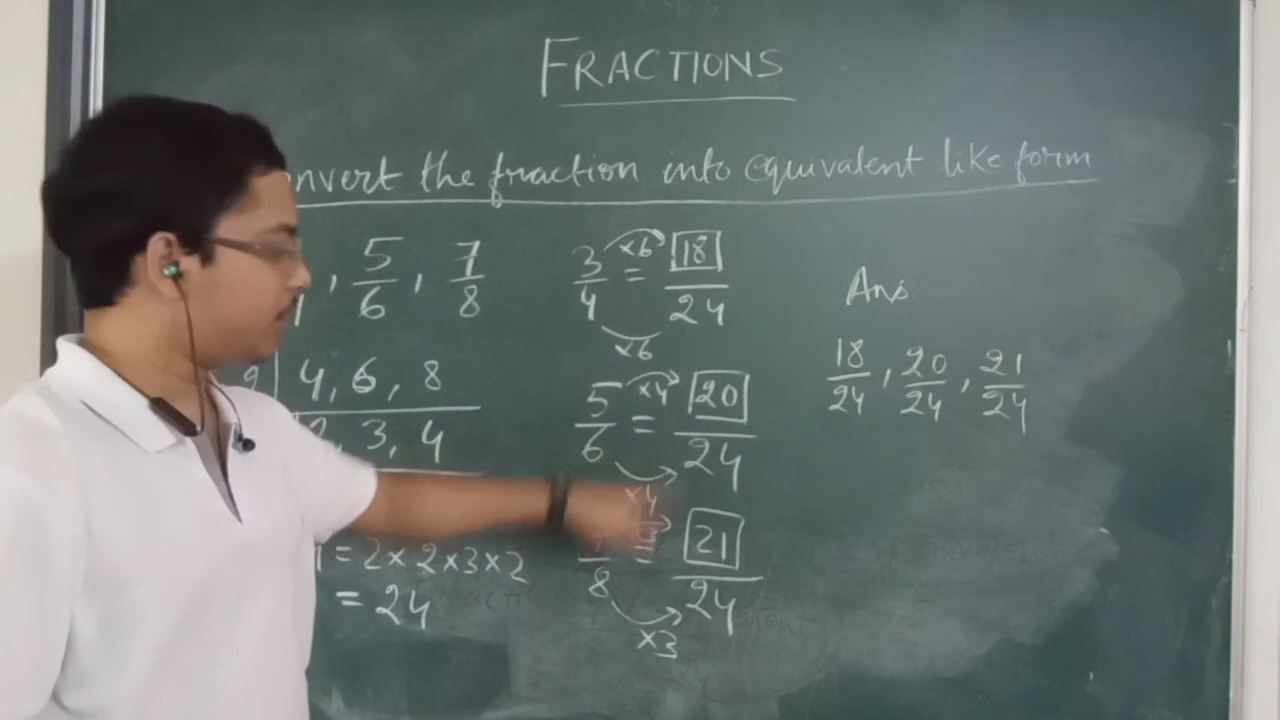 FRACTIONS
nvert the fraction into equivalent like form
, 5/6 , 7/8
2 | 4, 6, 8
2, 3, 4
= 2×2×3×2
= 24
3/4 = 18/24
×6
×6
5/6 = 20/24
×4
×4
/8 = 21/24
×3
Ans.
18/24, 20/24, 21/24